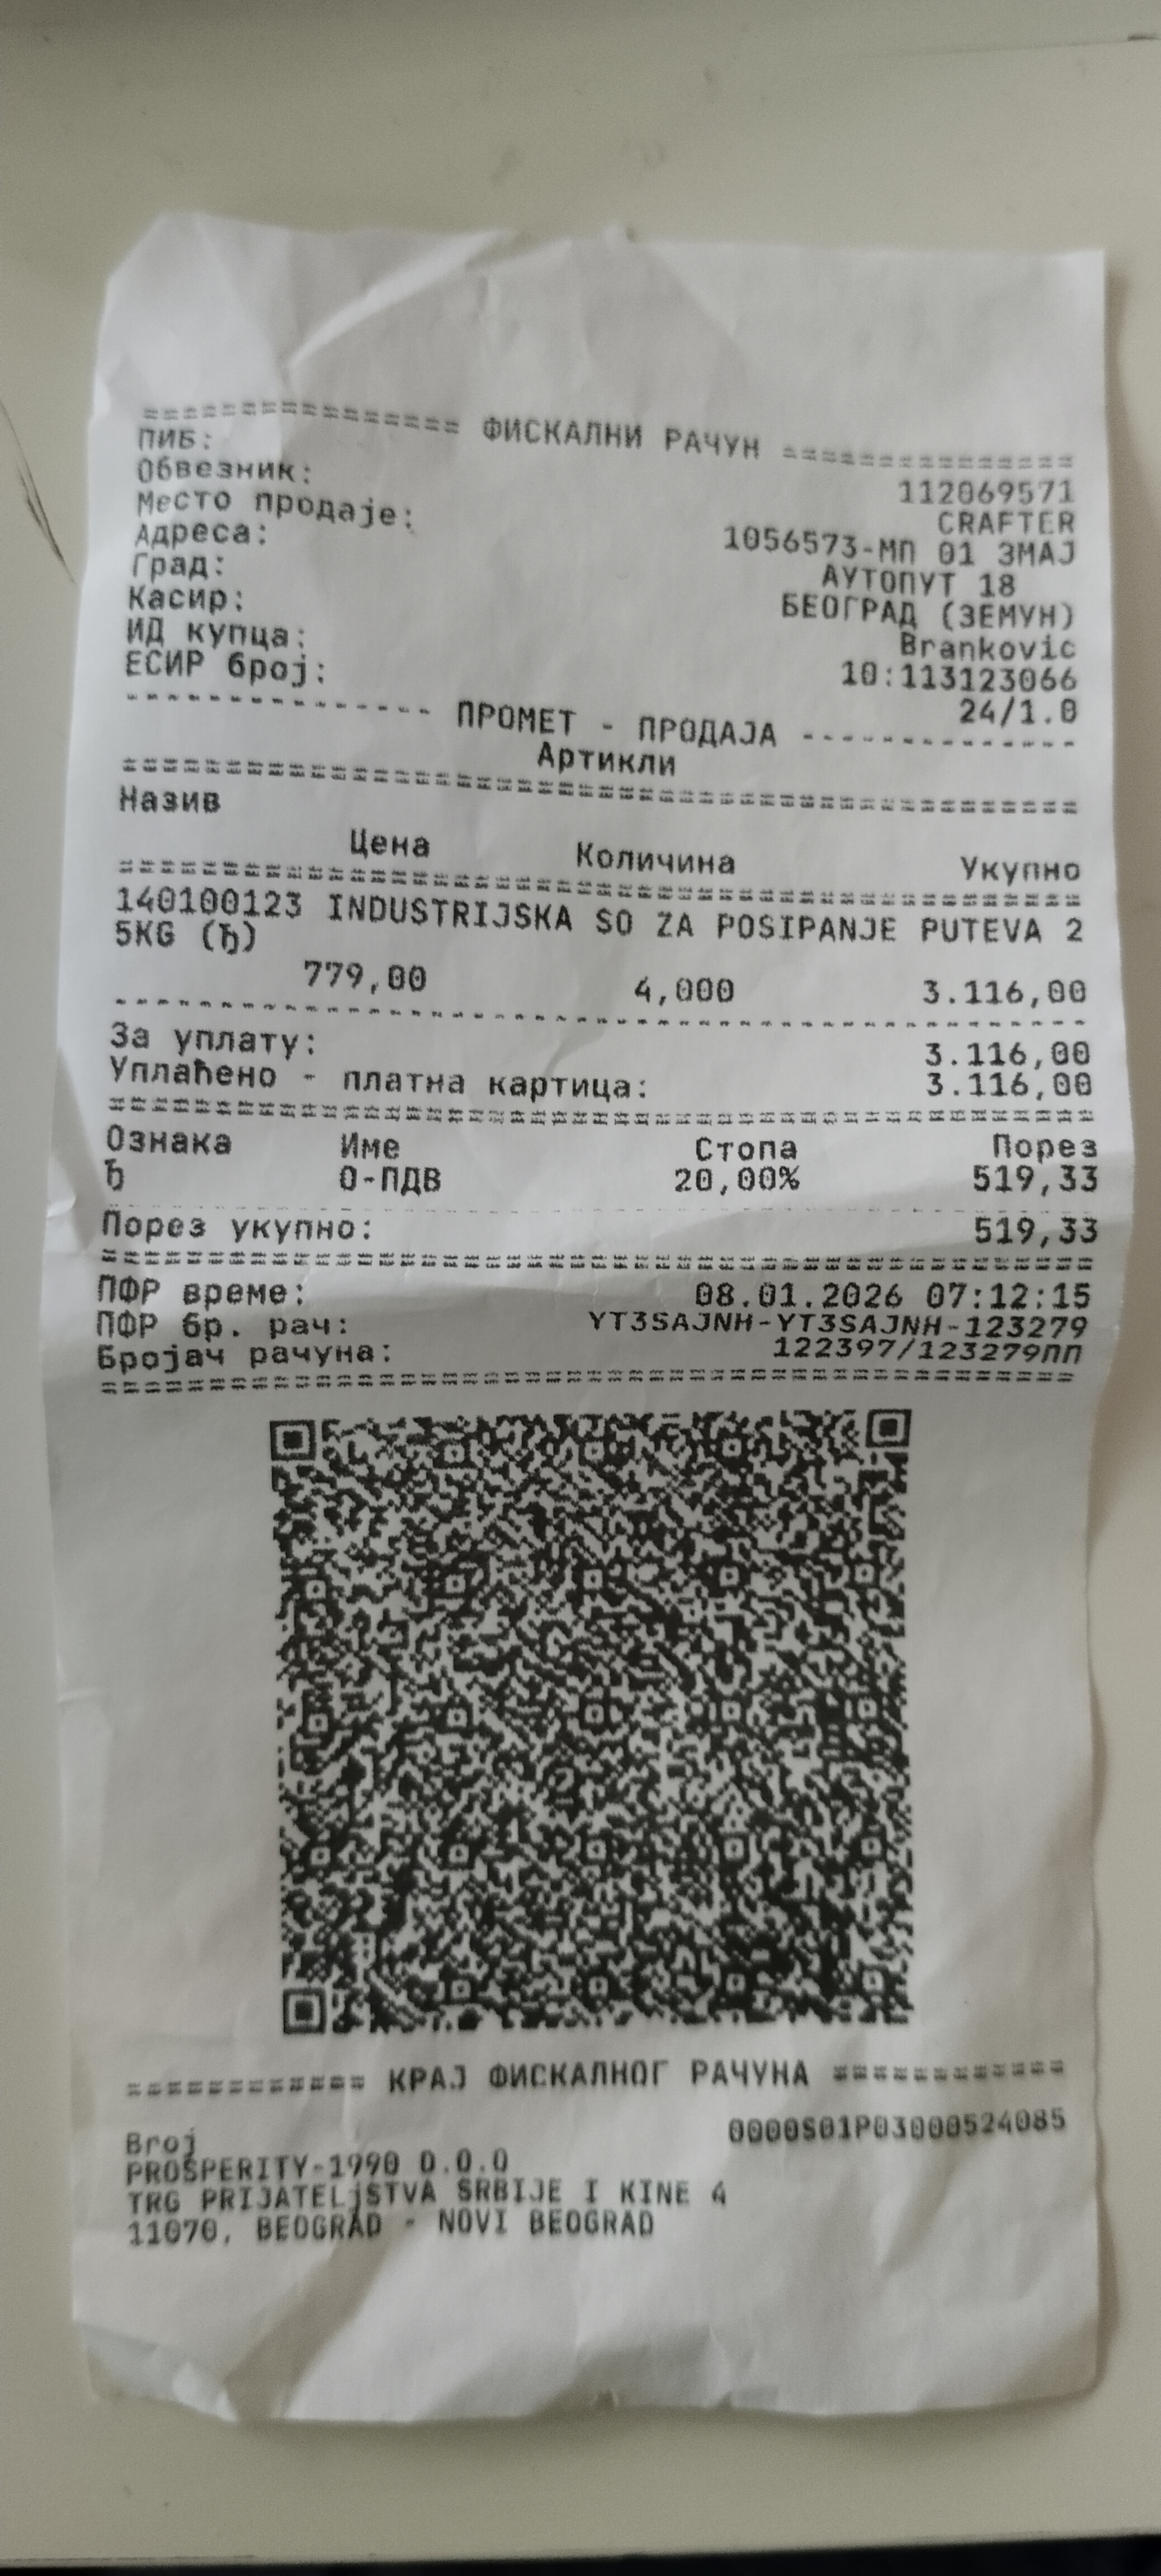 ================ ФИСКАЛНИ РАЧУН ===============
ПИБ: 112069571
Обвезник: CRAFTER
Место продаје: 1056573-МП 01 ЗМАЈ
Адреса: АУТОПУТ 18
Град: БЕОГРАД (ЗЕМУН)
Касир: Brankovic
ИД купца: 10:113123066
ЕСИР број: 24/1.0
---------------- ПРОМЕТ - ПРОДАЈА --------------
Артикли
================================================
Назив
Цена Количина Укупно
================================================
140100123 INDUSTRIJSKA SO ZA POSIPANJE PUTEVA 2
5KG (Ђ)
779,00 4,000 3.116,00
------------------------------------------------
За уплату: 3.116,00
Уплаћено - платна картица: 3.116,00
================================================
Ознака Име Стопа Порез
Ђ О-ПДВ 20,00% 519,33
------------------------------------------------
Порез укупно: 519,33
================================================
ПФР време: 08.01.2026 07:12:15
ПФР бр. рач: YT3SAJNH-YT3SAJNH-123279
Бројач рачуна: 122397/123279ПП
================================================
============ КРАЈ ФИСКАЛНОГ РАЧУНА ============
Broj 0000S01P03000524085
PROSPERITY-1990 D.O.O
TRG PRIJATELjSTVA SRBIJE I KINE 4
11070, BEOGRAD - NOVI BEOGRAD